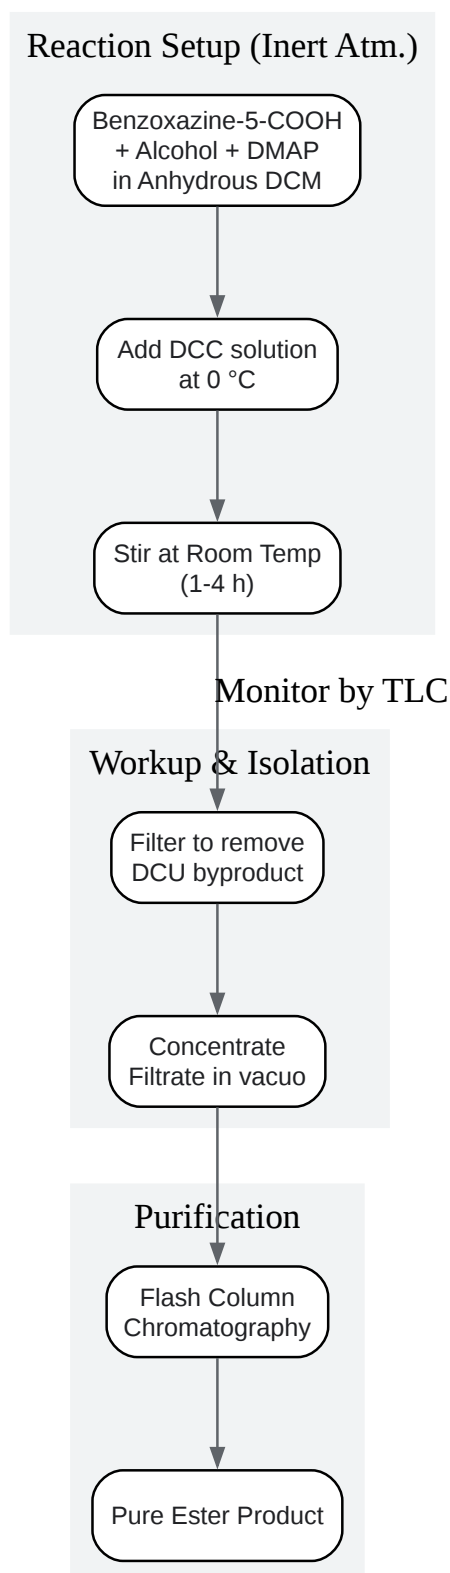 Reaction Setup (Inert Atm.)
Benzoxazine-5-COOH
+ Alcohol + DMAP
in Anhydrous DCM
Add DCC solution
at 0 °C
Stir at Room Temp
(1-4 h)
Monitor by TLC
Workup & Isolation
Filter to remove
DCU byproduct
Concentrate
Filtrate in vacuo
Purification
Flash Column
Chromatography
Pure Ester Product